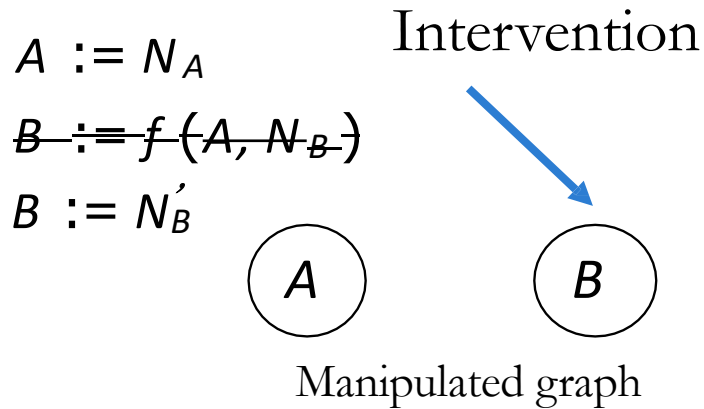 Intervention
A := N_A
B := f (A, N_B)
B := N'_B
A
B
Manipulated graph